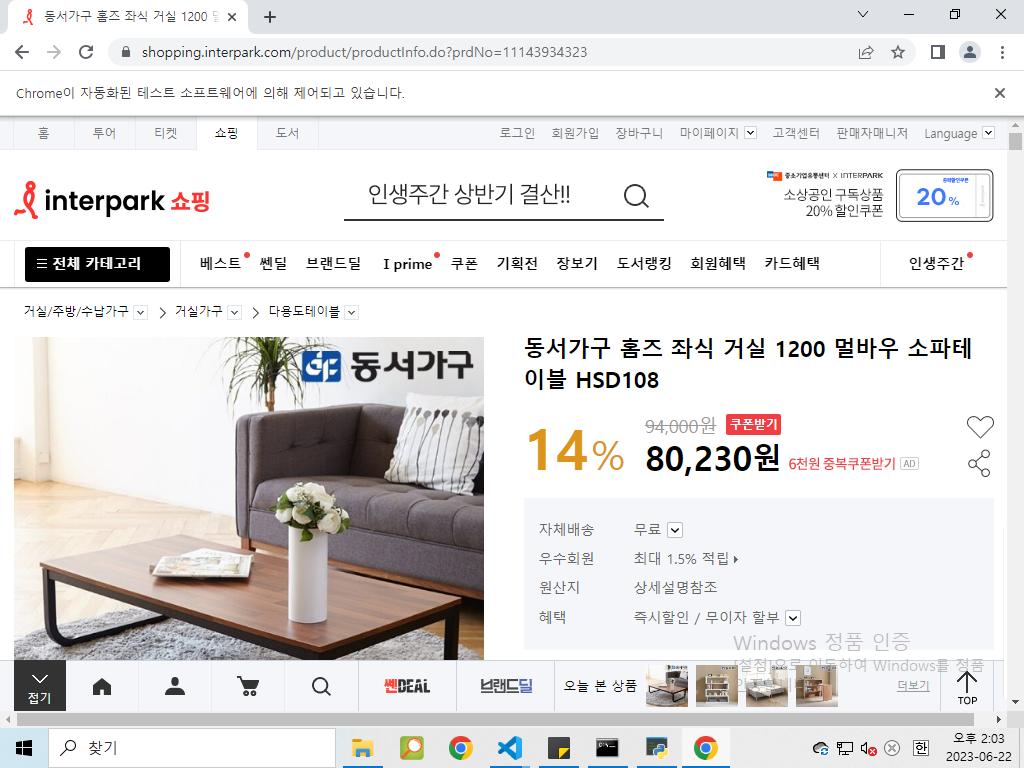 동서가구 홈즈 좌식 거실 1200
shopping.interpark.com/product/productInfo.do?prdNo=11143934323
Chrome이 자동화된 테스트 소프트웨어에 의해 제어되고 있습니다.
홈 투어 티켓 쇼핑 도서 로그인 회원가입 장바구니 마이페이지 고객센터 판매자매니저 Language
interpark 쇼핑
인생주간 상반기 결산!!
중소기업유통센터 X INTERPARK
소상공인 구독상품
20% 할인쿠폰
20%
전체 카테고리 베스트 쎈딜 브랜드딜 I prime 쿠폰 기획전 장보기 도서랭킹 회원혜택 카드혜택 인생주간
거실/주방/수납가구 > 거실가구 > 다용도테이블
동서가구
동서가구 홈즈 좌식 거실 1200 멀바우 소파테
이블 HSD108
14%
94,000원 쿠폰받기
80,230원 6천원 중복쿠폰받기 AD
자체배송 무료
우수회원 최대 1.5% 적립
원산지 상세설명참조
혜택 즉시할인 / 무이자 할부
Windows 정품 인증
[설정]으로 이동하여 Windows를 정품
접기
쎈DEAL
브랜드딜
오늘 본 상품
더보기
TOP
찾기
한
오후 2:03
2023-06-22